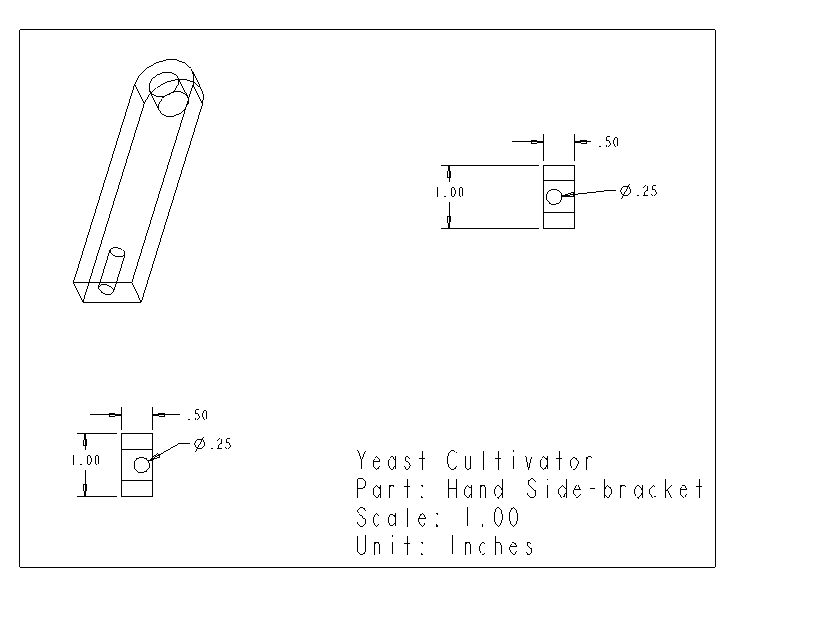 .50
1.00
Ø.25
.50
Ø.25
1.00
Yeast Cultivator
Part: Hand Side-bracket
Scale: 1.00
Unit: Inches